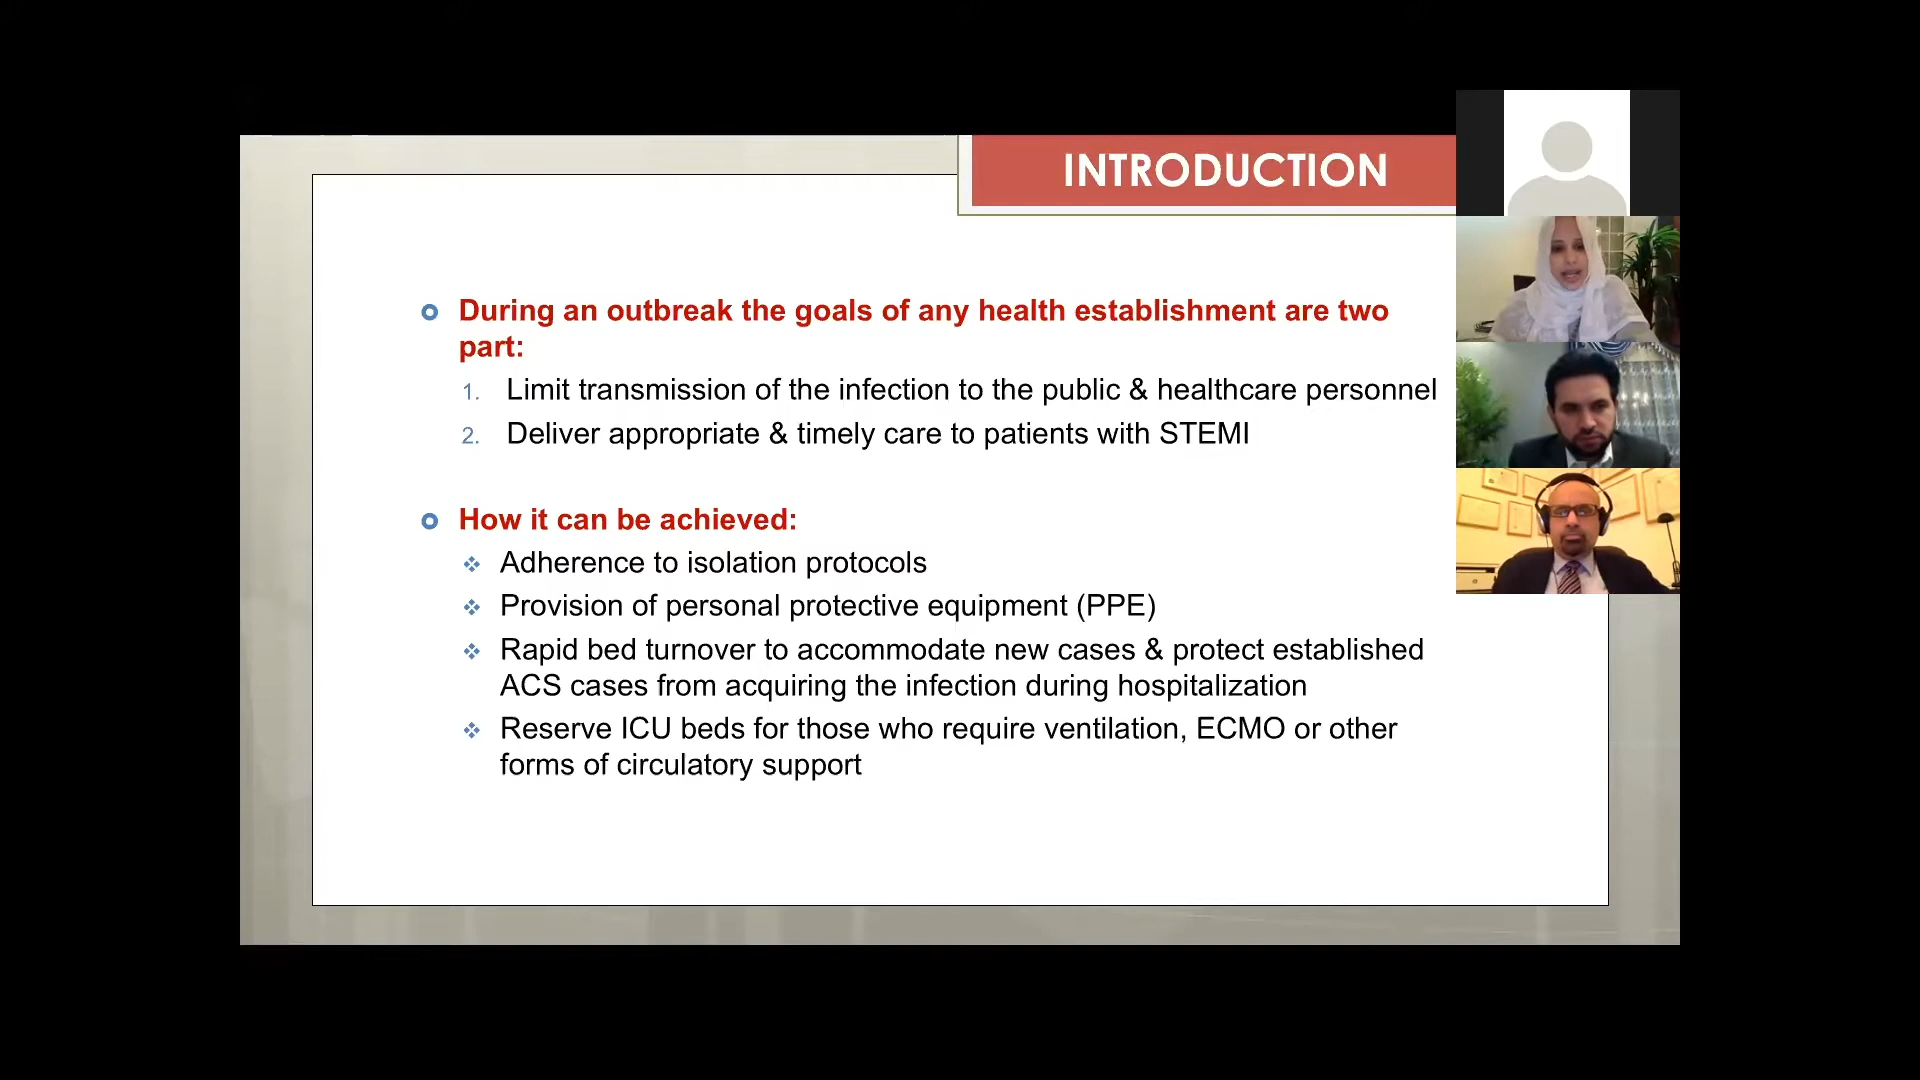 INTRODUCTION
During an outbreak the goals of any health establishment are two
part:
1. Limit transmission of the infection to the public & healthcare personnel
2. Deliver appropriate & timely care to patients with STEMI
How it can be achieved:
Adherence to isolation protocols
Provision of personal protective equipment (PPE)
Rapid bed turnover to accommodate new cases & protect established
ACS cases from acquiring the infection during hospitalization
Reserve ICU beds for those who require ventilation, ECMO or other
forms of circulatory support